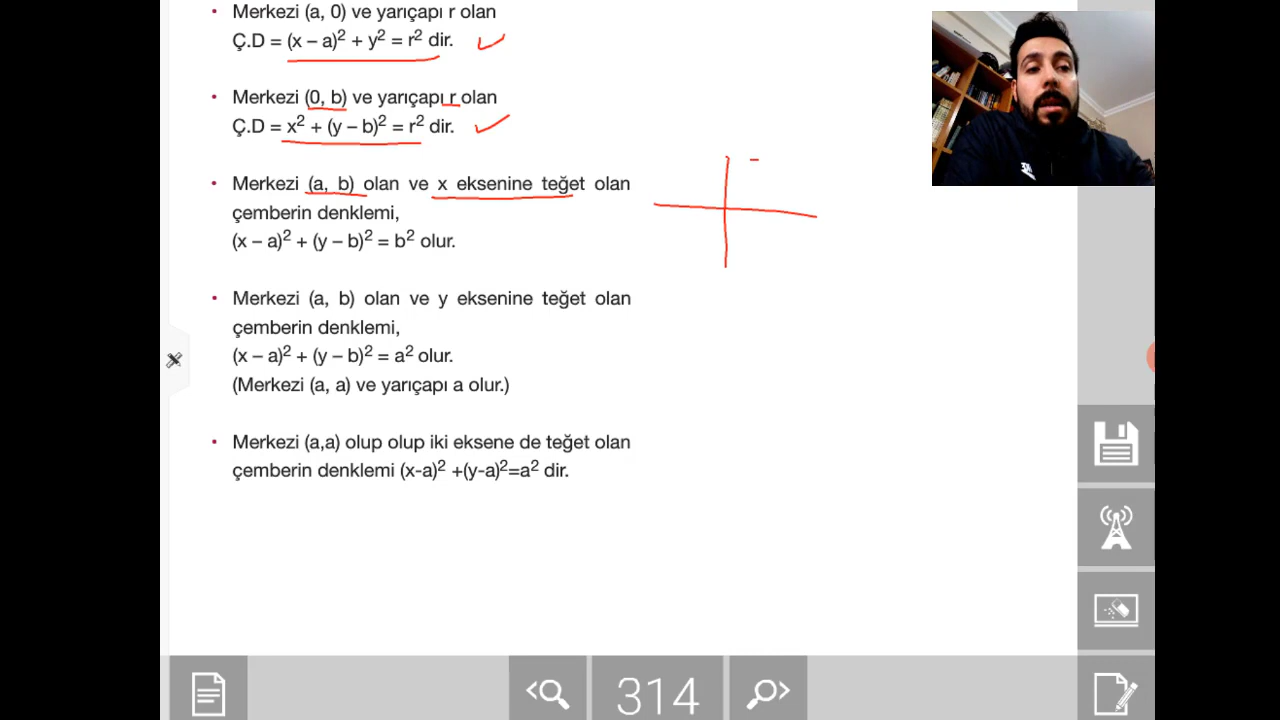 • Merkezi (a, 0) ve yarıçapı r olan
Ç.D = (x – a)² + y² = r² dir.
• Merkezi (0, b) ve yarıçapı r olan
Ç.D = x² + (y – b)² = r² dir.
• Merkezi (a, b) olan ve x eksenine teğet olan
çemberin denklemi,
(x – a)² + (y – b)² = b² olur.
• Merkezi (a, b) olan ve y eksenine teğet olan
çemberin denklemi,
(x – a)² + (y – b)² = a² olur.
(Merkezi (a, a) ve yarıçapı a olur.)
• Merkezi (a,a) olup olup iki eksene de teğet olan
çemberin denklemi (x-a)² +(y-a)²=a² dir.
314